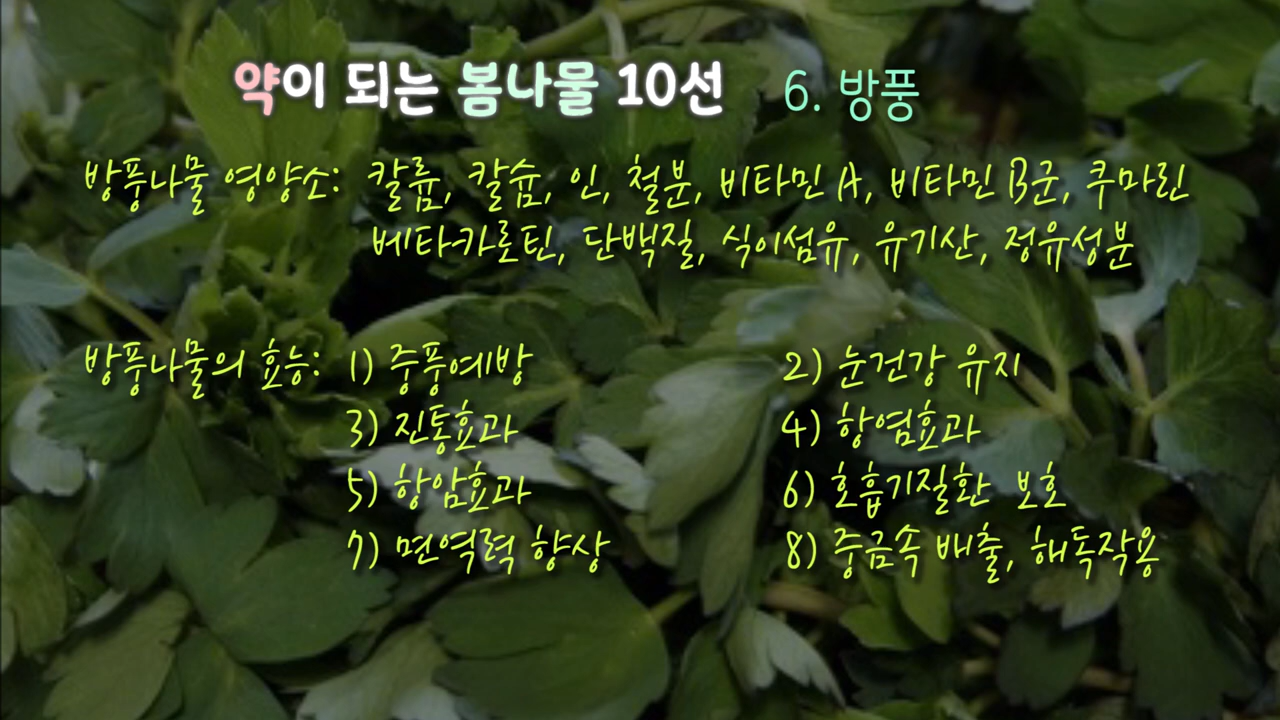 약이 되는 봄나물 10선 6. 방풍
방풍나물 영양소: 칼륨, 칼슘, 인, 철분, 비타민 A, 비타민 B군, 쿠마린
베타카로틴, 단백질, 식이섬유, 유기산, 정유성분
방풍나물의 효능: 1) 중풍예방 2) 눈건강 유지
3) 진통효과 4) 항염효과
5) 항암효과 6) 호흡기질환 보호
7) 면역력 향상 8) 중금속 배출, 해독작용